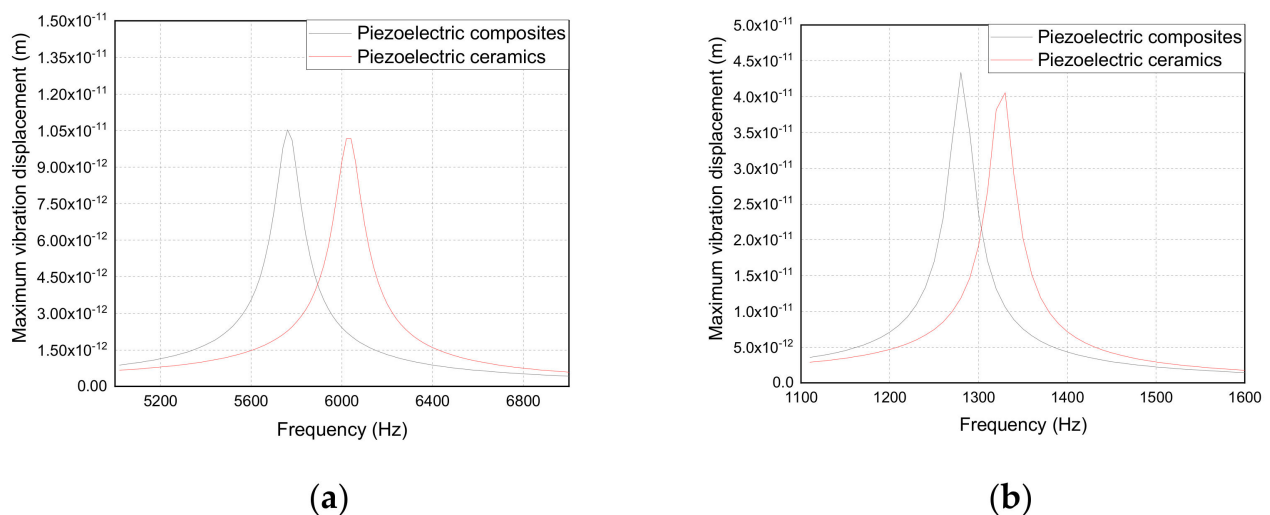 1.50x10⁻¹¹
1.35x10⁻¹¹
1.20x10⁻¹¹
1.05x10⁻¹¹
9.00x10⁻¹²
7.50x10⁻¹²
6.00x10⁻¹²
4.50x10⁻¹²
3.00x10⁻¹²
1.50x10⁻¹²
0.00
Maximum vibration displacement (m)
Piezoelectric composites
Piezoelectric ceramics
5200 5600 6000 6400 6800
Frequency (Hz)
(a)
5.0x10⁻¹¹
4.5x10⁻¹¹
4.0x10⁻¹¹
3.5x10⁻¹¹
3.0x10⁻¹¹
2.5x10⁻¹¹
2.0x10⁻¹¹
1.5x10⁻¹¹
1.0x10⁻¹¹
5.0x10⁻¹²
0.0
Maximum vibration displacement (m)
Piezoelectric composites
Piezoelectric ceramics
1100 1200 1300 1400 1500 1600
Frequency (Hz)
(b)